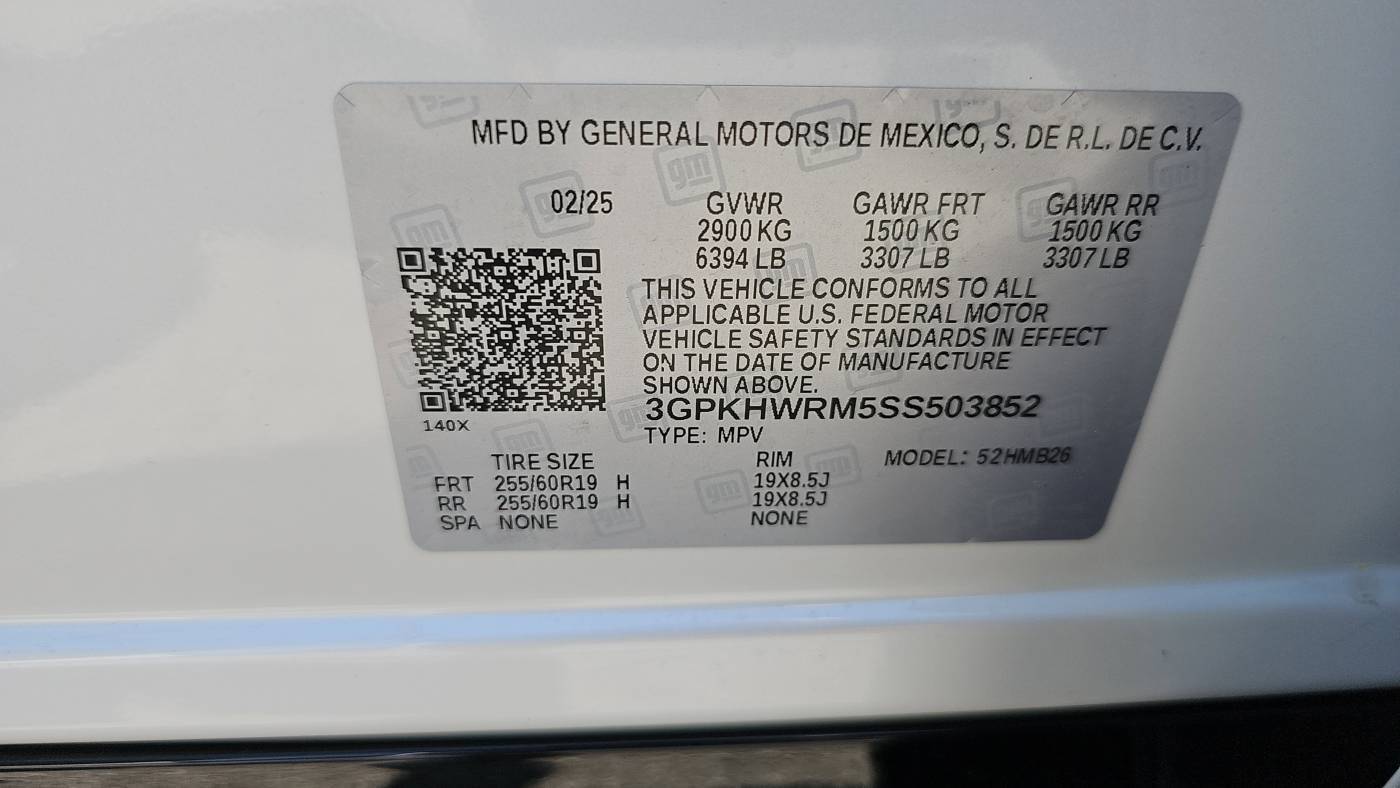 MFD BY GENERAL MOTORS DE MEXICO, S. DE R.L. DE C.V.
02/25 GVWR GAWR FRT GAWR RR
2900 KG 1500 KG 1500 KG
6394 LB 3307 LB 3307 LB
THIS VEHICLE CONFORMS TO ALL
APPLICABLE U.S. FEDERAL MOTOR
VEHICLE SAFETY STANDARDS IN EFFECT
ON THE DATE OF MANUFACTURE
SHOWN ABOVE.
3GPKHWRM5SS503852
140X
TYPE: MPV
TIRE SIZE RIM MODEL: 52HMB26
FRT 255/60R19 H 19X8.5J
RR 255/60R19 H 19X8.5J
SPA NONE NONE